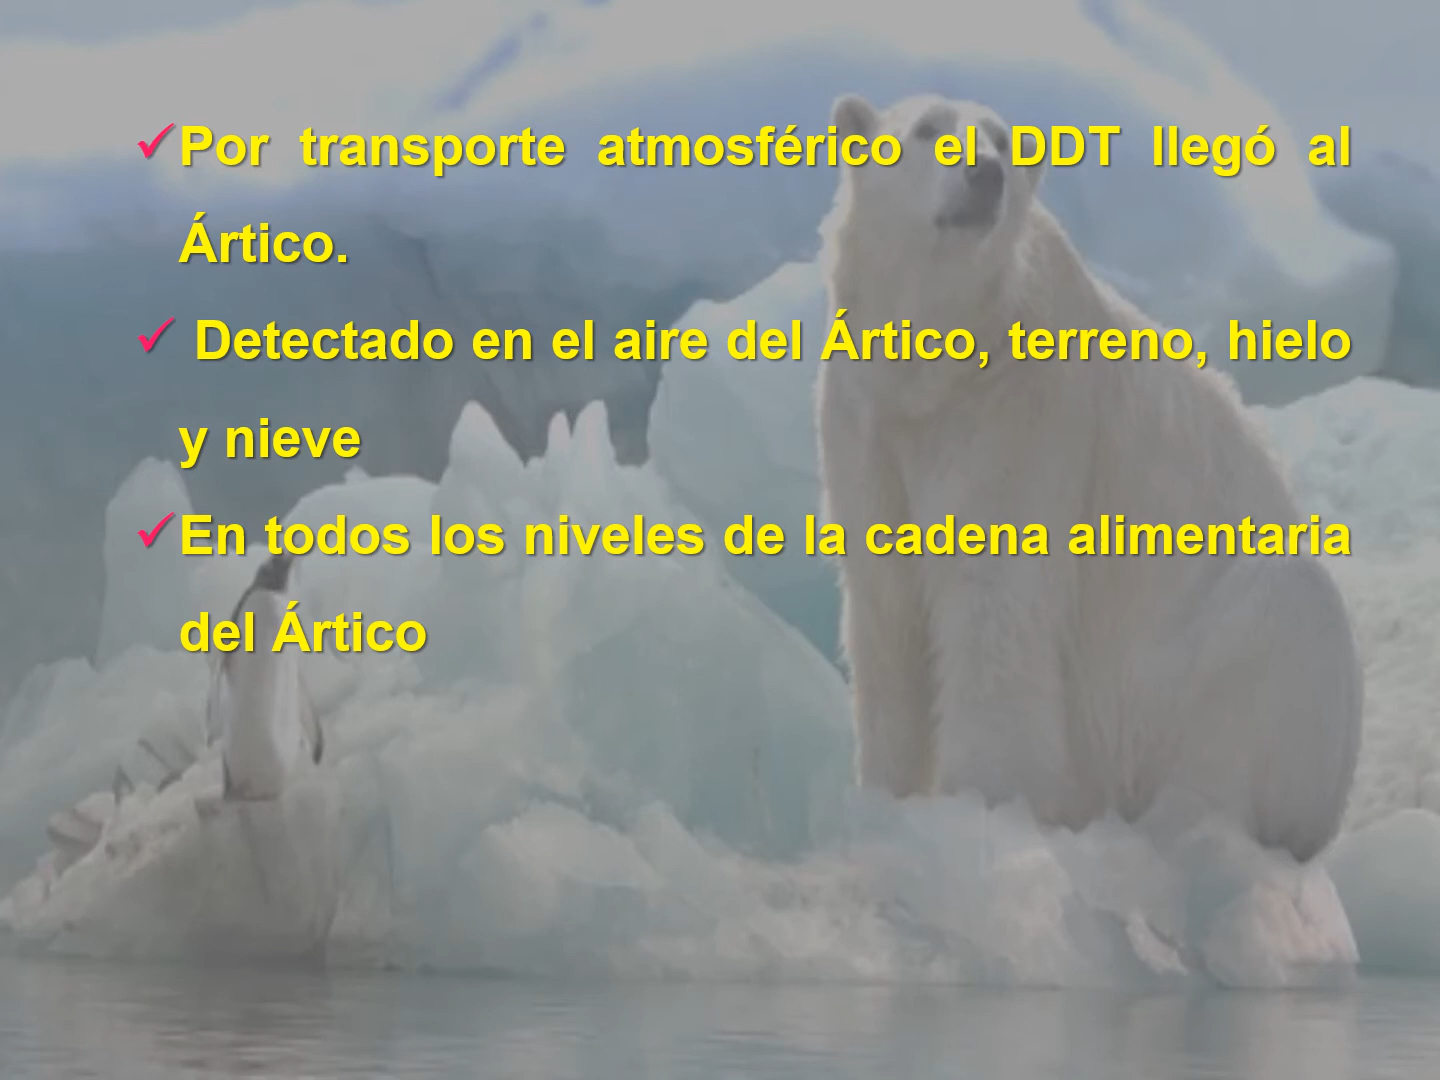 ✓Por transporte atmosférico el DDT llegó al
Ártico.
✓ Detectado en el aire del Ártico, terreno, hielo
y nieve
✓En todos los niveles de la cadena alimentaria
del Ártico